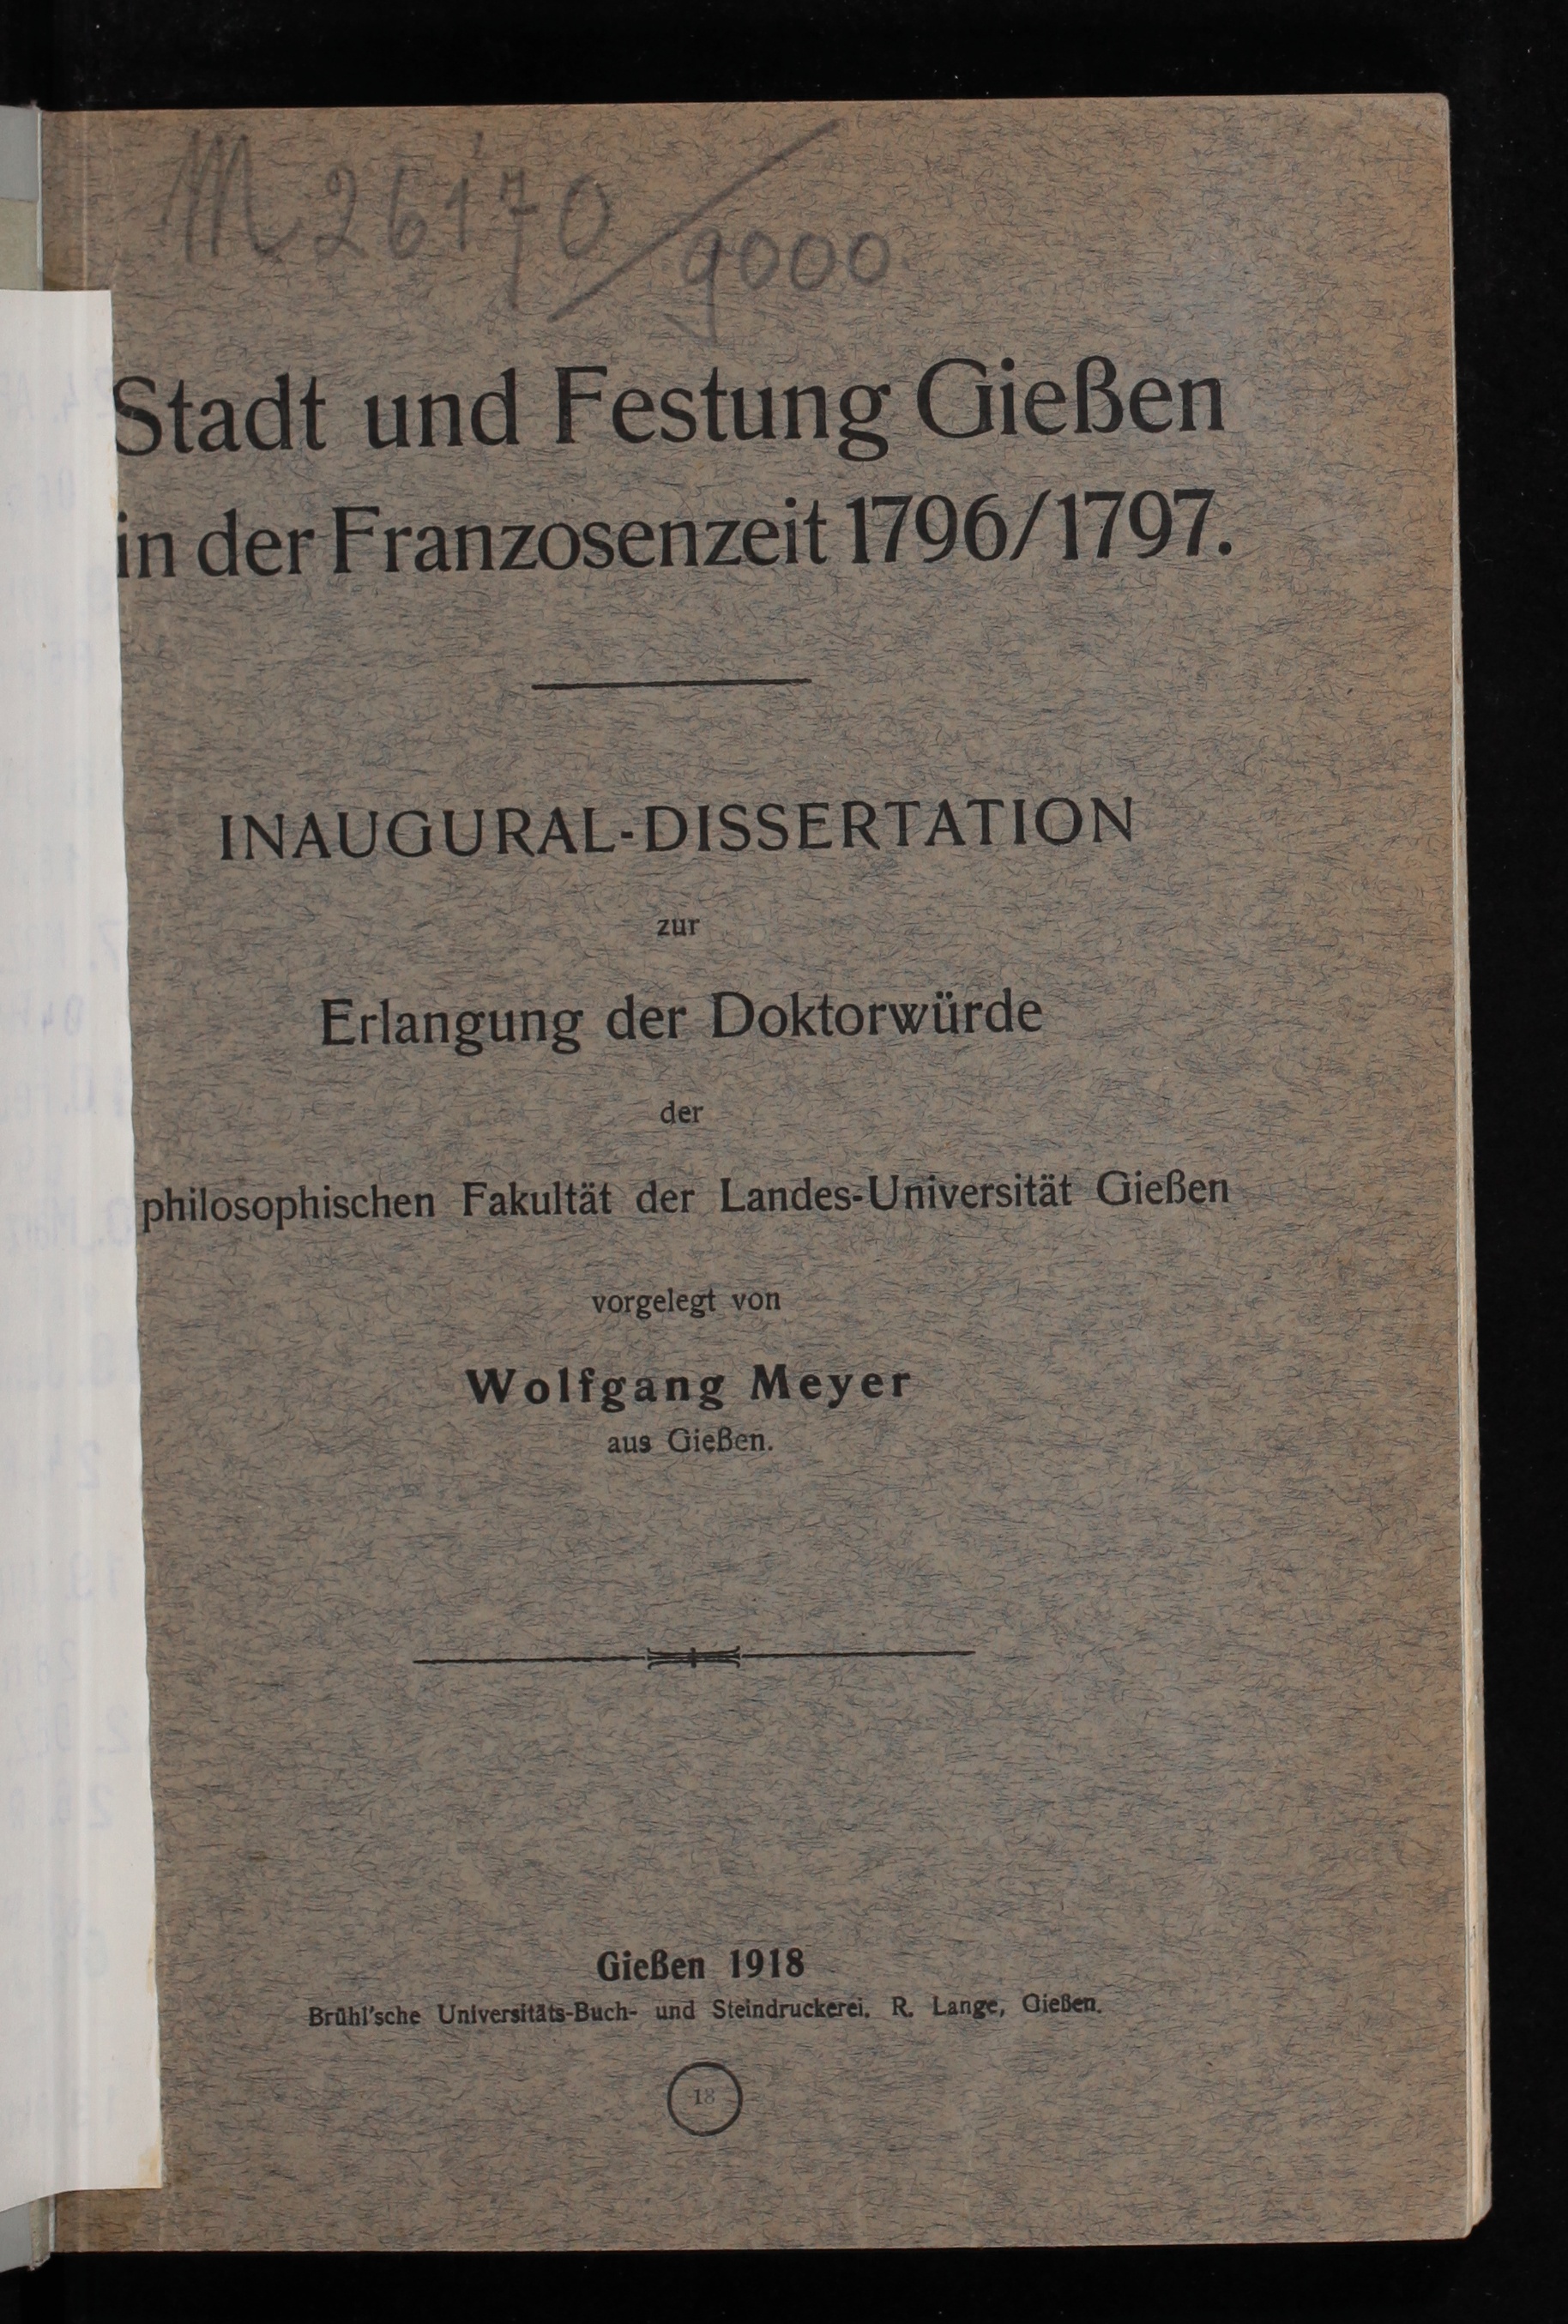 M 26170/9000
Stadt und Festung Gießen
in der Franzosenzeit 1796/1797.
INAUGURAL-DISSERTATION
zur
Erlangung der Doktorwürde
der
philosophischen Fakultät der Landes-Universität Gießen
vorgelegt von
Wolfgang Meyer
aus Gießen.
Gießen 1918
Brühl'sche Universitäts-Buch- und Steindruckerei. R. Lange, Gießen.
18